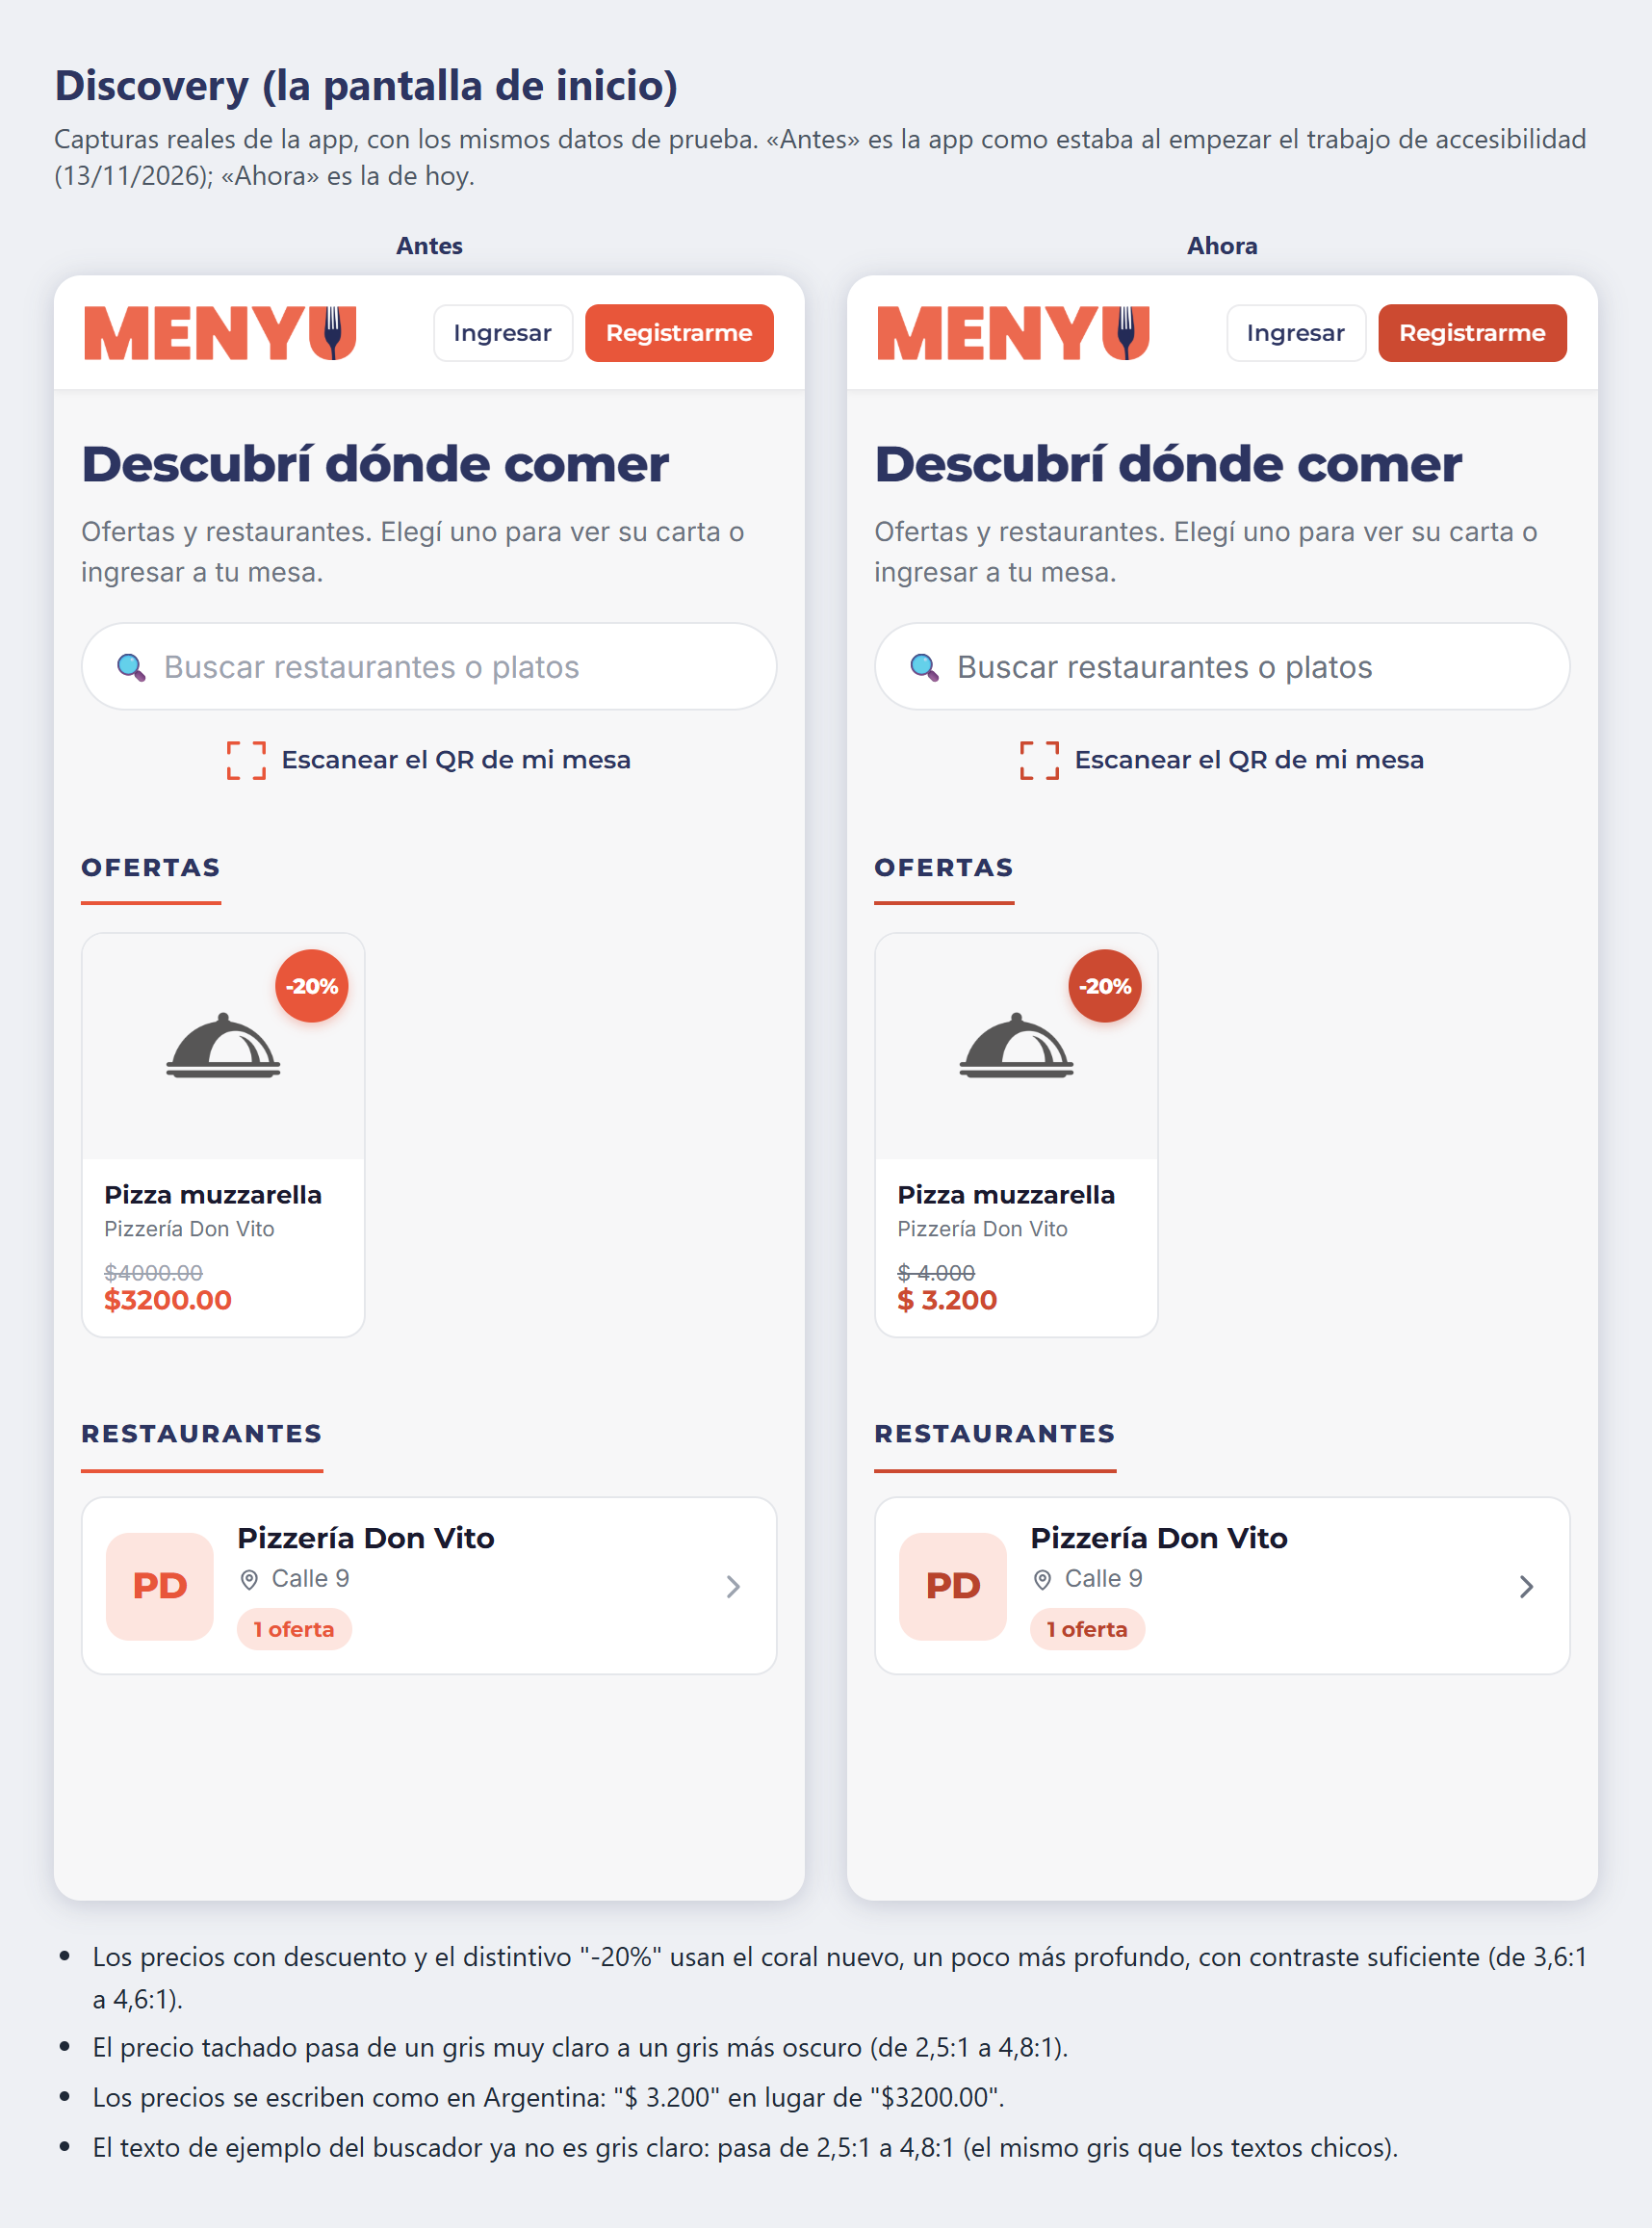 Discovery (la pantalla de inicio)
Capturas reales de la app, con los mismos datos de prueba. «Antes» es la app como estaba al empezar el trabajo de accesibilidad
(13/11/2026); «Ahora» es la de hoy.
Antes
MENYU
Ingresar
Registrarme
Descubrí dónde comer
Ofertas y restaurantes. Elegí uno para ver su carta o
ingresar a tu mesa.
Buscar restaurantes o platos
Escanear el QR de mi mesa
OFERTAS
-20%
Pizza muzzarella
Pizzería Don Vito
$4000.00
$3200.00
RESTAURANTES
PD
Pizzería Don Vito
Calle 9
1 oferta
Ahora
MENYU
Ingresar
Registrarme
Descubrí dónde comer
Ofertas y restaurantes. Elegí uno para ver su carta o
ingresar a tu mesa.
Buscar restaurantes o platos
Escanear el QR de mi mesa
OFERTAS
-20%
Pizza muzzarella
Pizzería Don Vito
$ 4.000
$ 3.200
RESTAURANTES
PD
Pizzería Don Vito
Calle 9
1 oferta
• Los precios con descuento y el distintivo "-20%" usan el coral nuevo, un poco más profundo, con contraste suficiente (de 3,6:1
a 4,6:1).
• El precio tachado pasa de un gris muy claro a un gris más oscuro (de 2,5:1 a 4,8:1).
• Los precios se escriben como en Argentina: "$ 3.200" en lugar de "$3200.00".
• El texto de ejemplo del buscador ya no es gris claro: pasa de 2,5:1 a 4,8:1 (el mismo gris que los textos chicos).